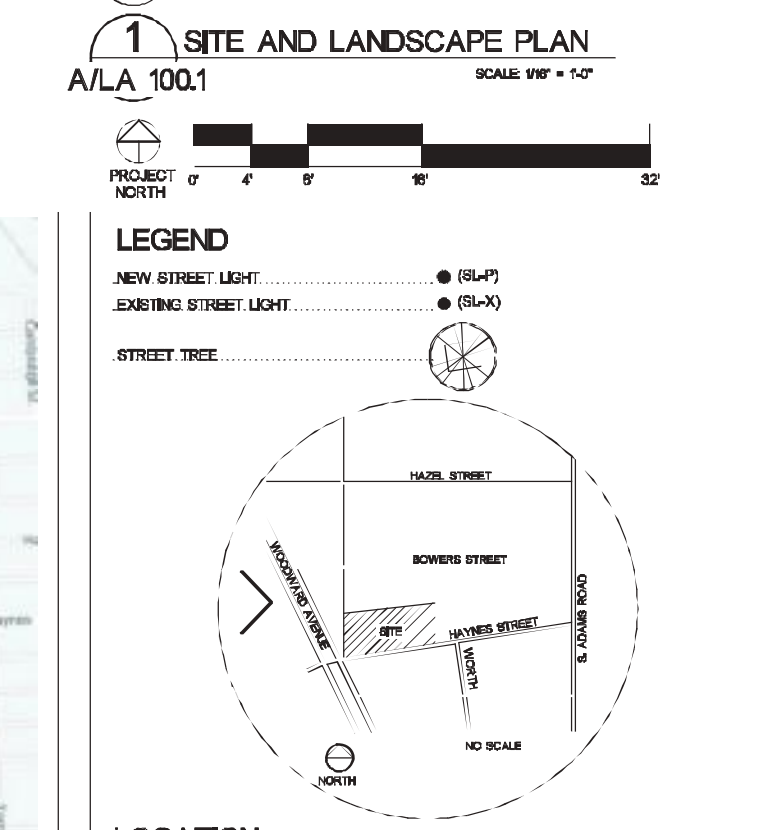 1 SITE AND LANDSCAPE PLAN
A/LA 100.1
SCALE: 1/16" = 1'-0"
PROJECT
NORTH
0' 4' 8' 16' 32'
LEGEND
NEW STREET LIGHT (SL-P)
EXISTING STREET LIGHT (SL-X)
STREET TREE
HAZEL STREET
BOWERS STREET
WOODWARD AVENUE
SITE
HAYNES STREET
S. ADAMS ROAD
WORTH
NO SCALE
NORTH
LOCATION